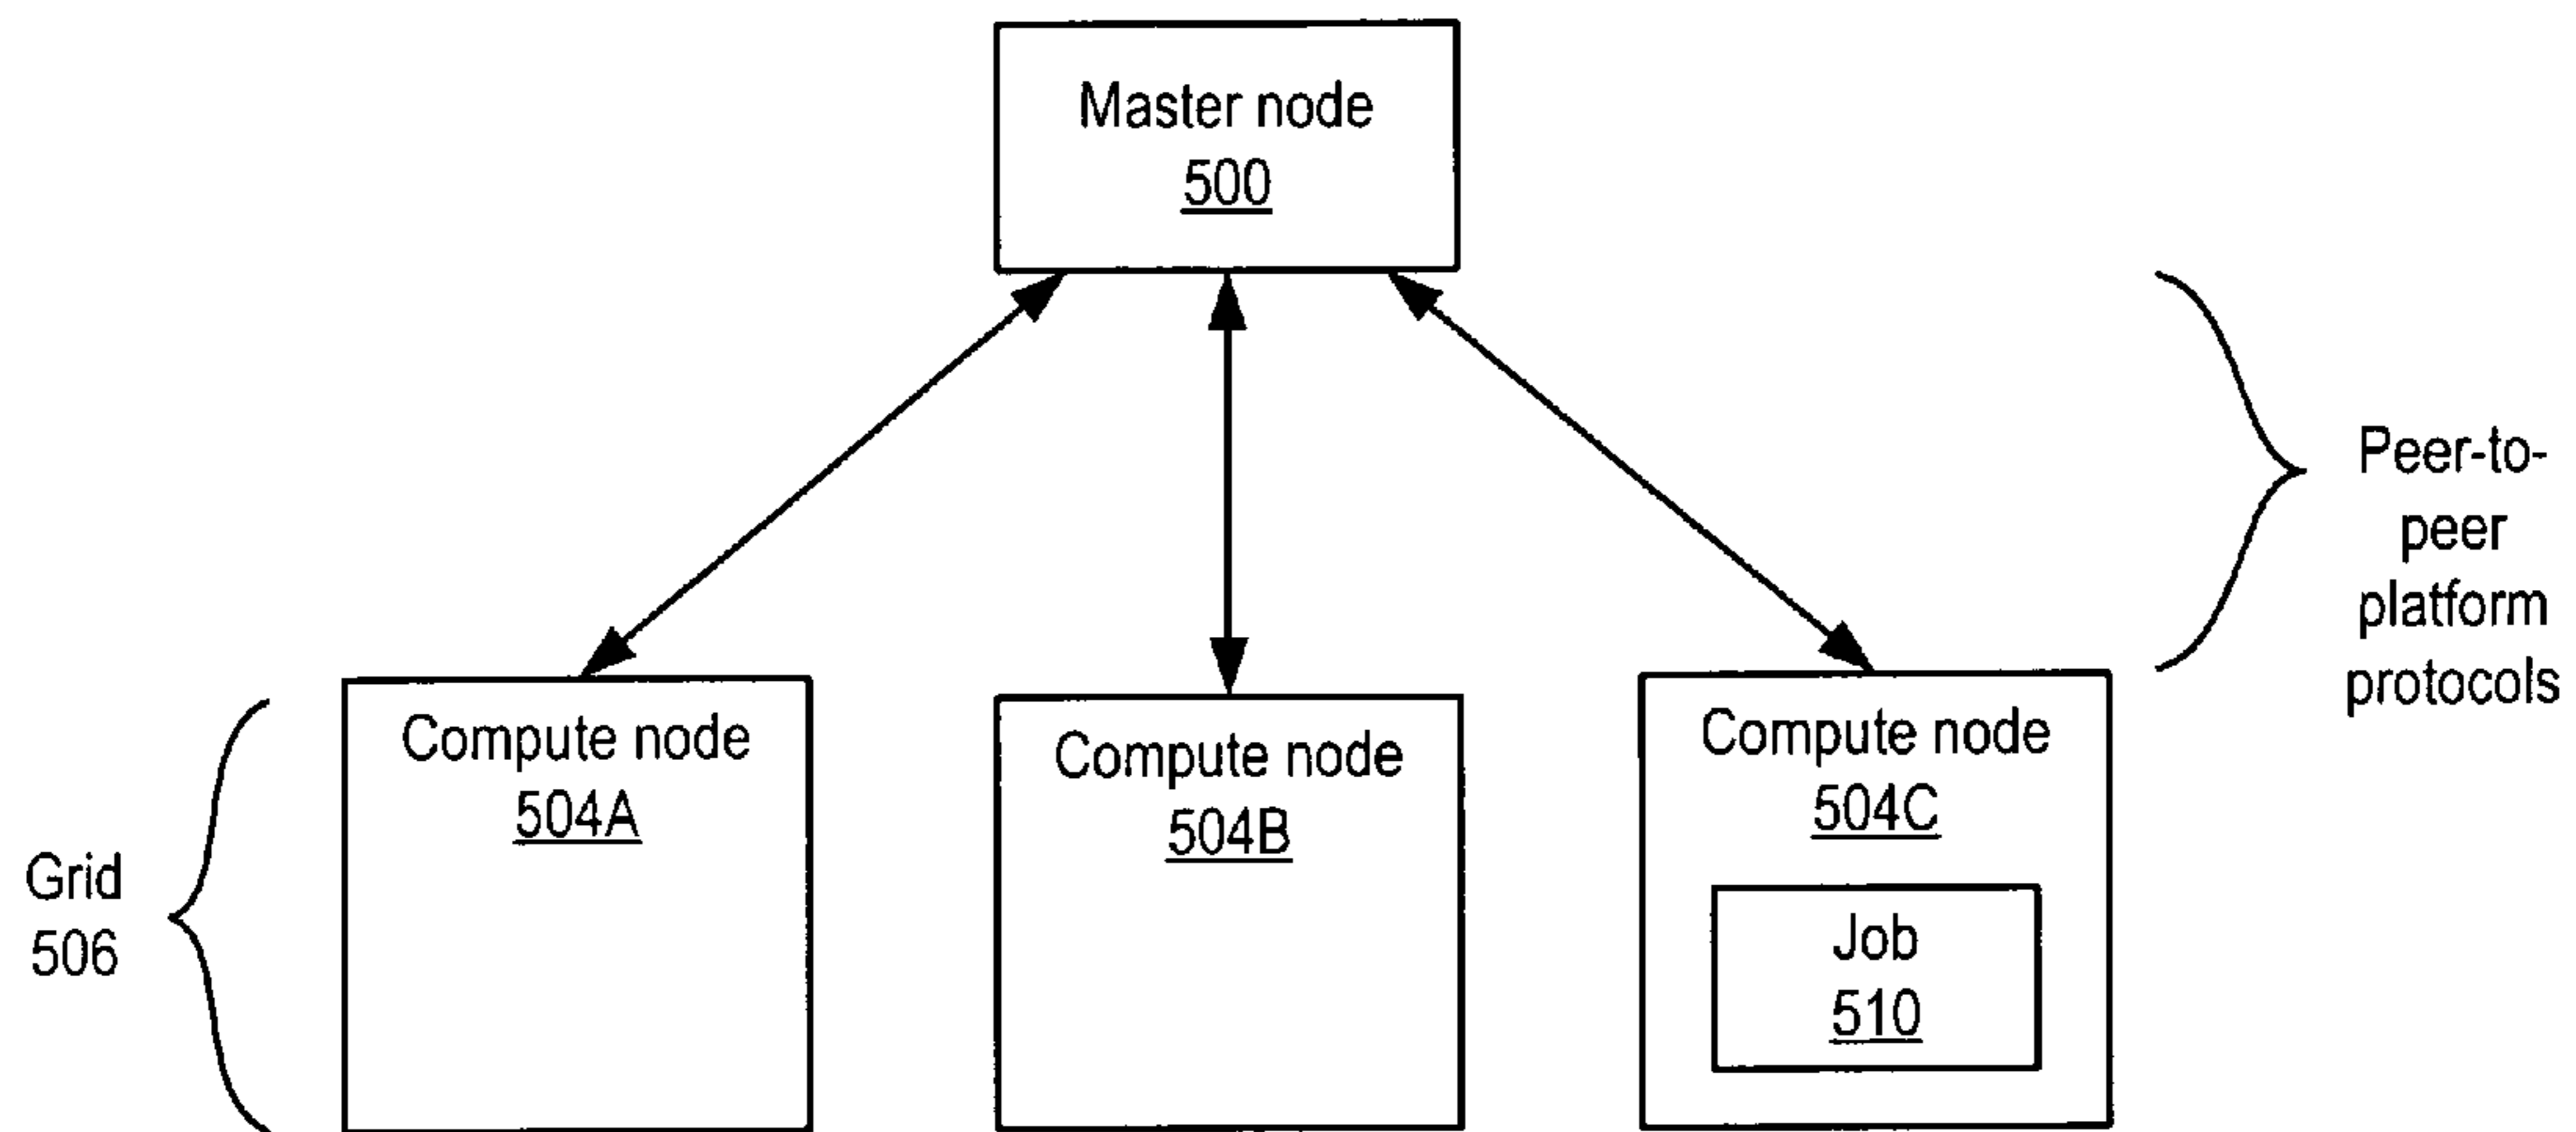 Master node
500
Peer-to-
peer
platform
protocols
Compute node
504A
Compute node
504B
Compute node
504C
Grid
506
Job
510